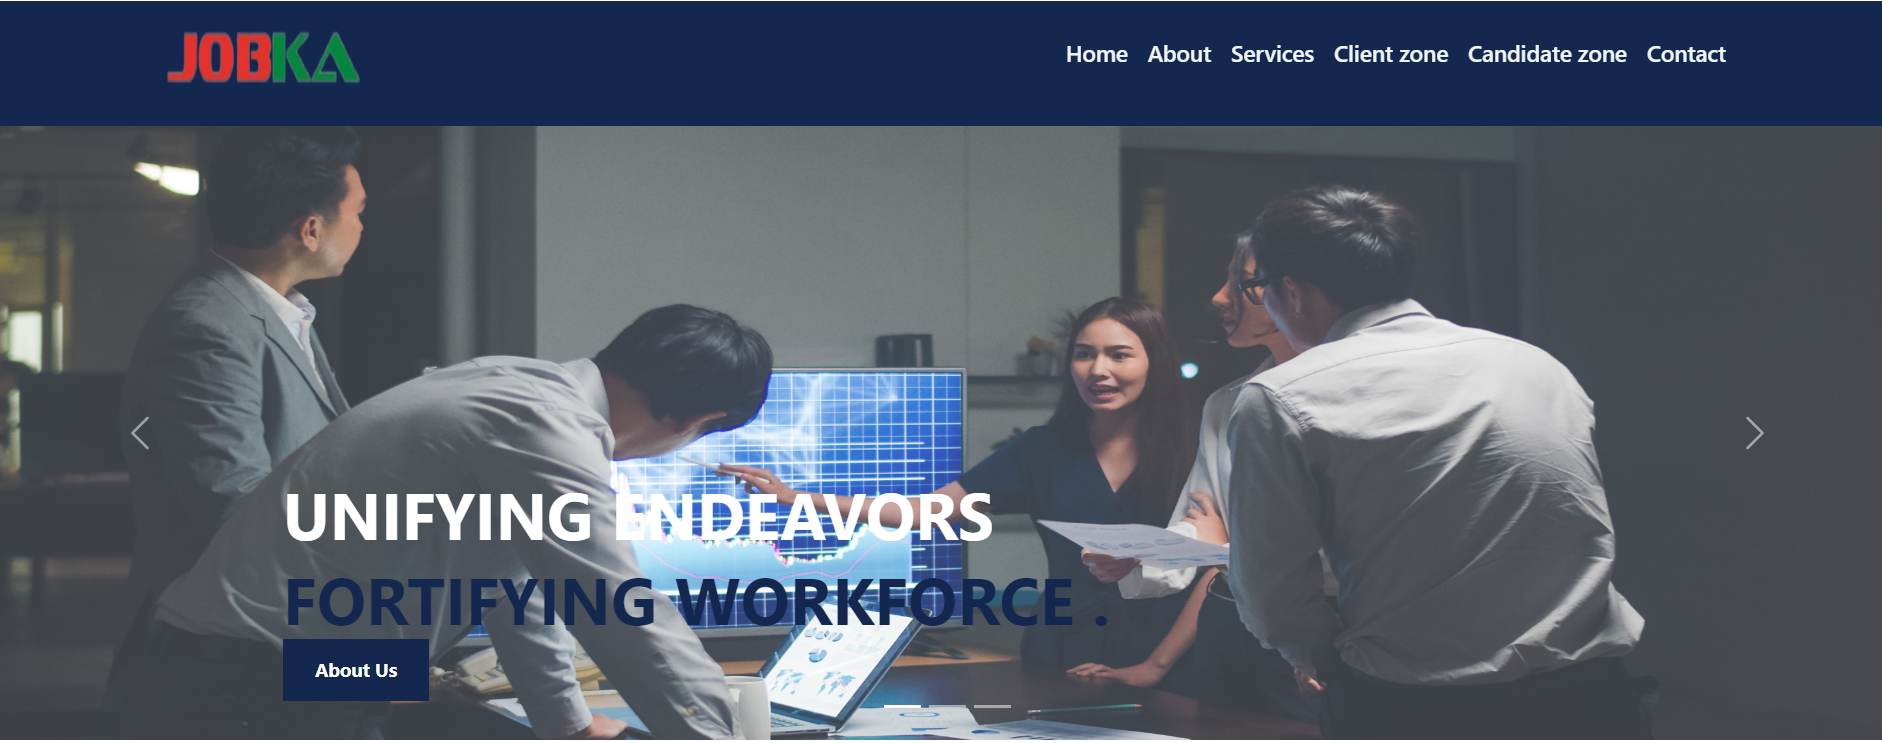 JOBKA
Home About Services Client zone Candidate zone Contact
UNIFYING ENDEAVORS
FORTIFYING WORKFORCE .
About Us